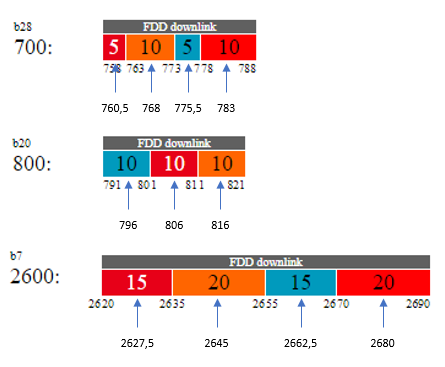 b28
FDD downlink
700: 5 10 5 10
758 763 773 778 788
760,5 768 775,5 783
b20
FDD downlink
800: 10 10 10
791 801 811 821
796 806 816
b7
FDD downlink
2600: 15 20 15 20
2620 2635 2655 2670 2690
2627,5 2645 2662,5 2680